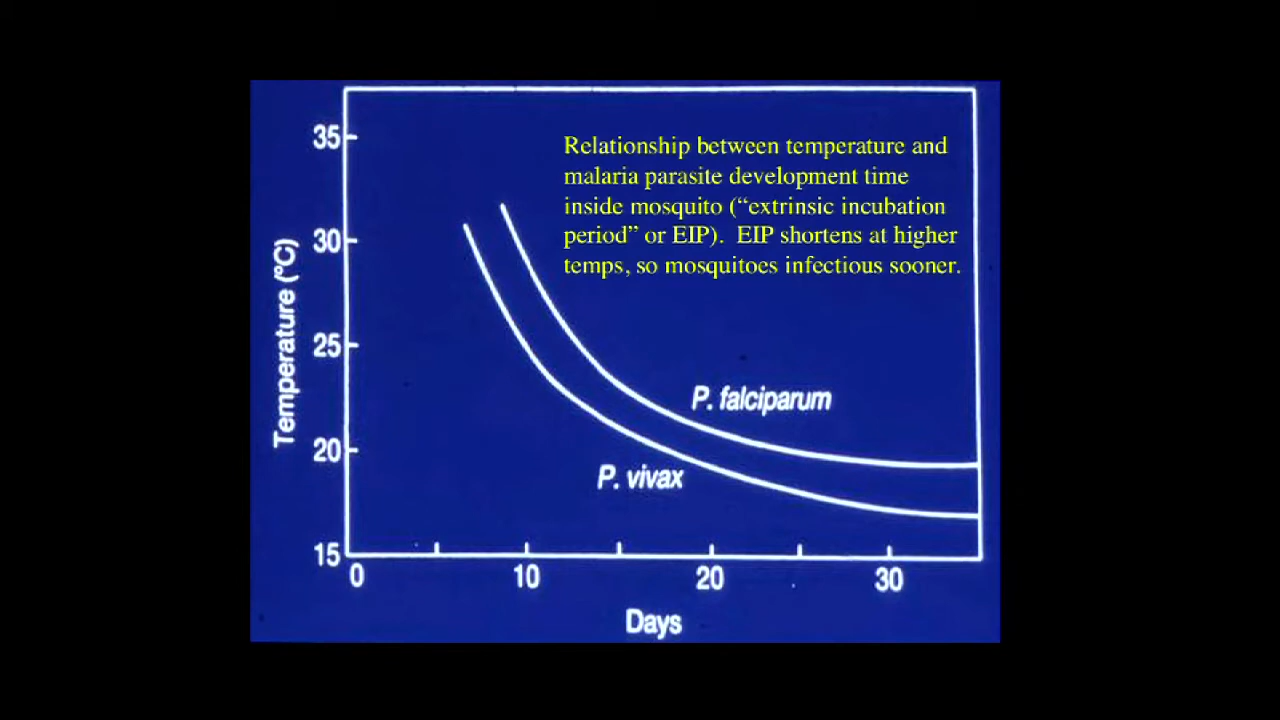 Relationship between temperature and
malaria parasite development time
inside mosquito (“extrinsic incubation
period” or EIP).  EIP shortens at higher
temps, so mosquitoes infectious sooner.
35
30
25
20
15
Temperature (°C)
P. falciparum
P. vivax
0 10 20 30
Days